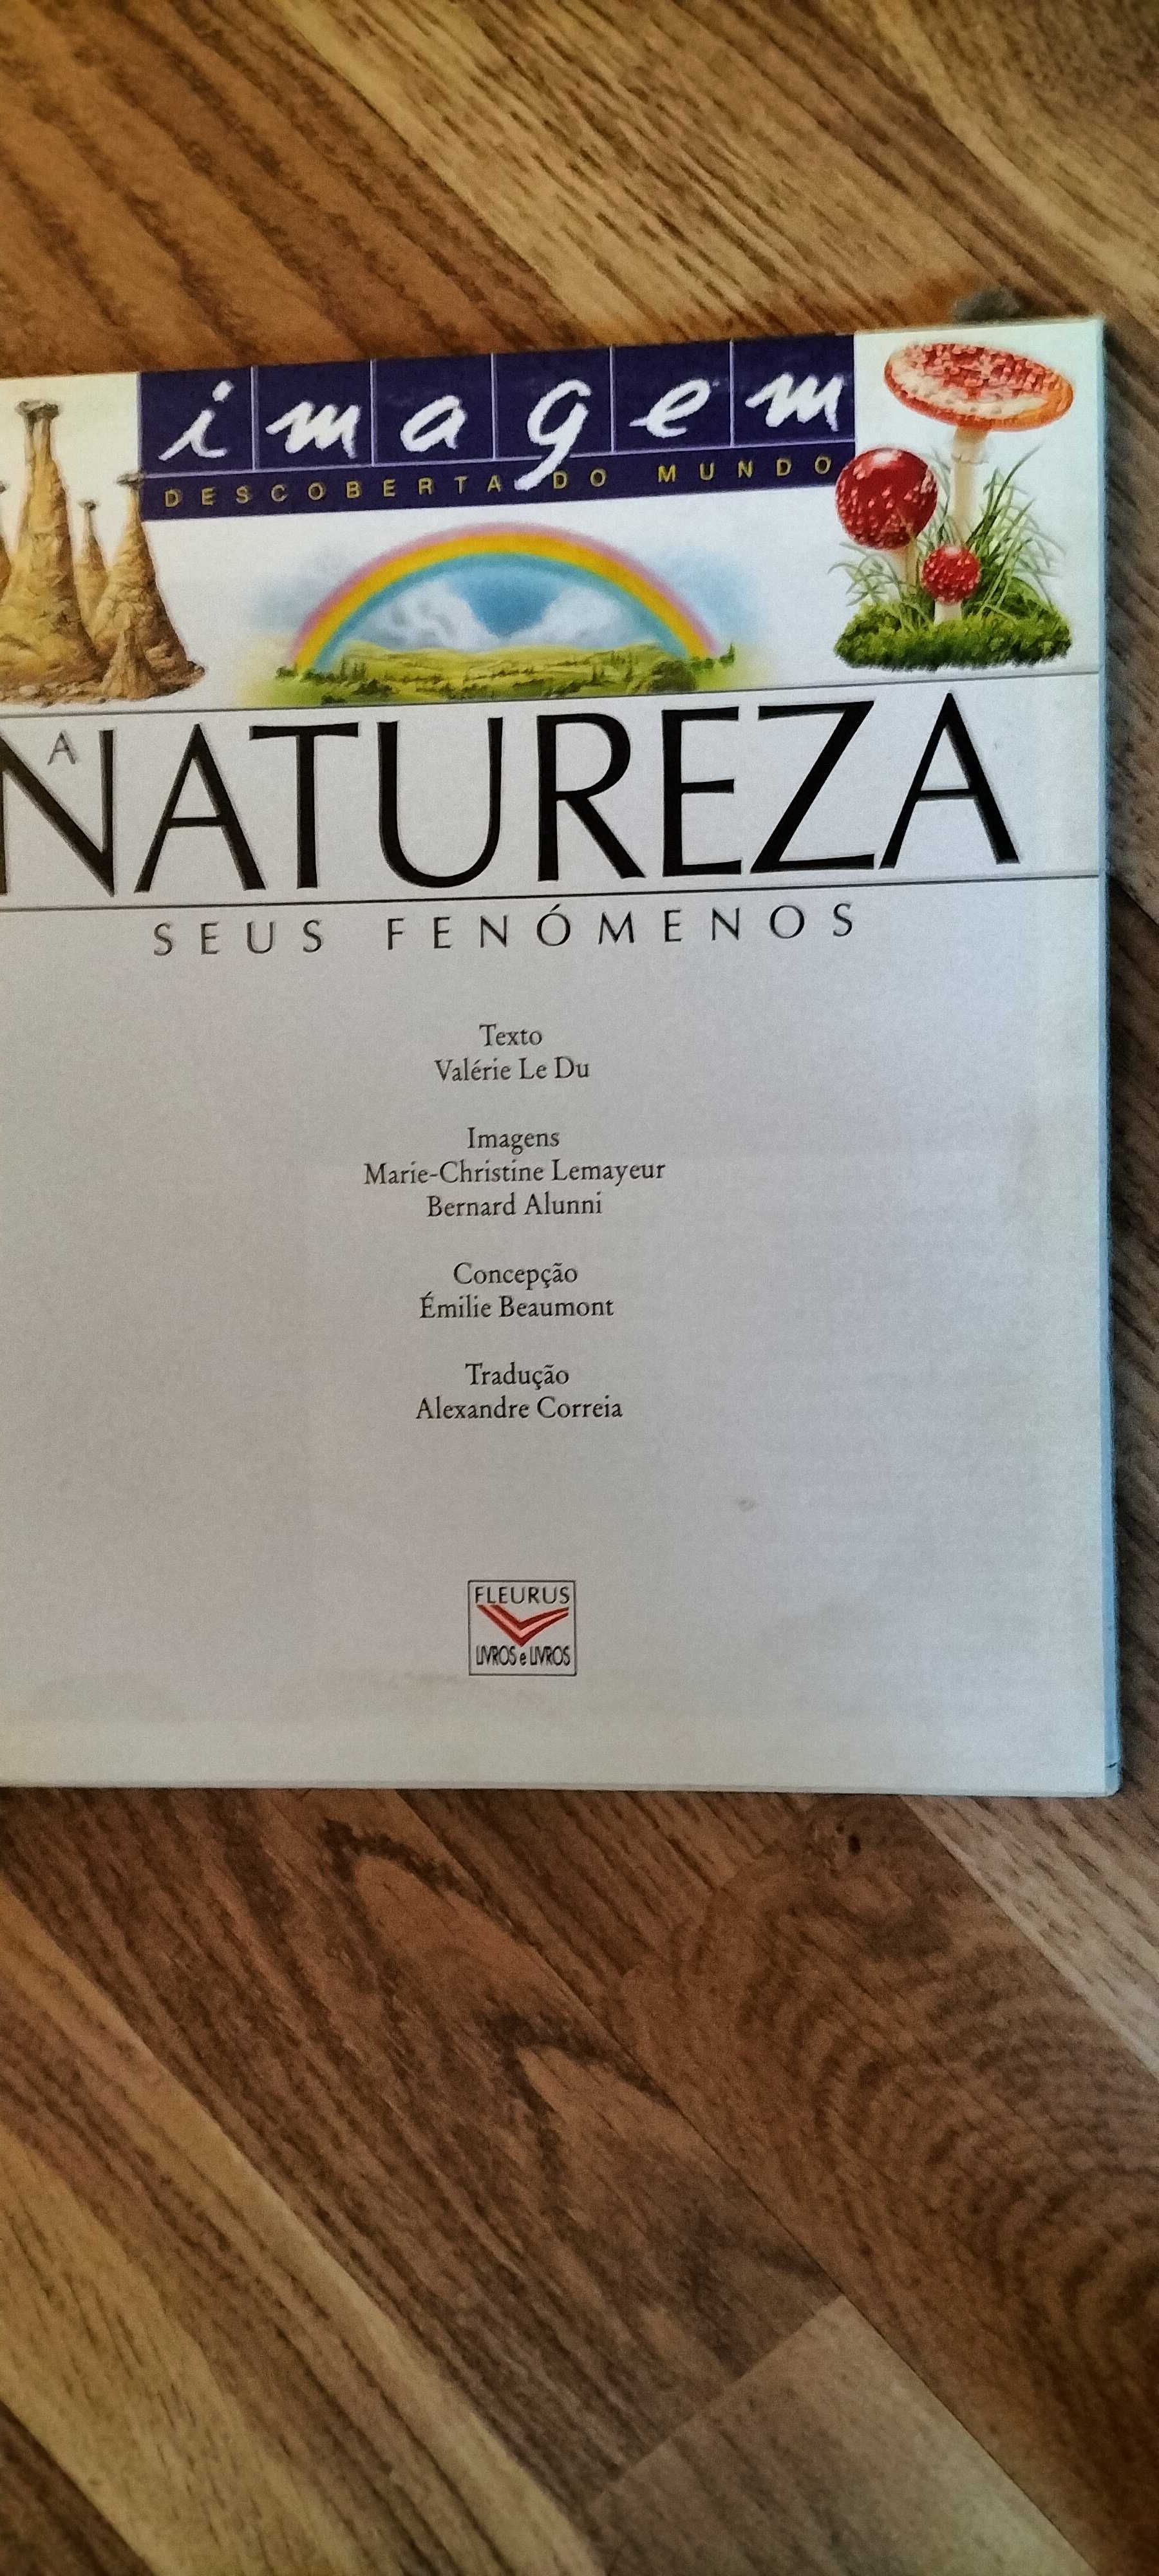 imagem
DESCOBERTA DO MUNDO
A
NATUREZA
SEUS FENÓMENOS
Texto
Valérie Le Du
Imagens
Marie-Christine Lemayeur
Bernard Alunni
Concepção
Émilie Beaumont
Tradução
Alexandre Correia
FLEURUS
LIVROS e LIVROS